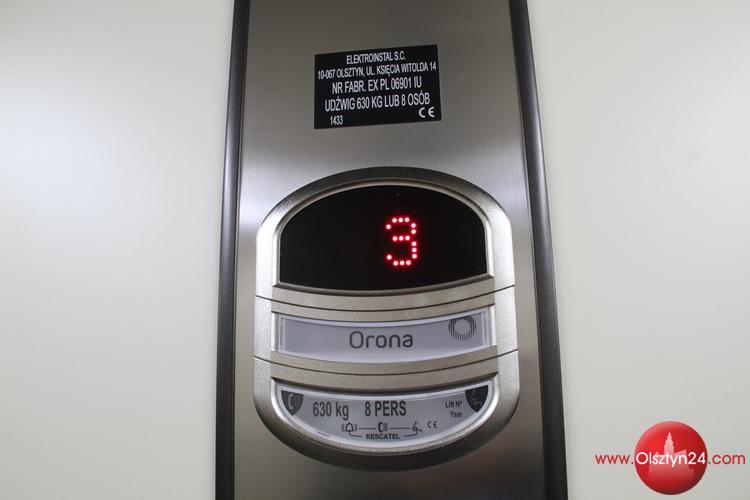 ELEKTROINSTAL S.C.
10-067 OLSZTYN, UL. KSIĘCIA WITOLDA 14
NR FABR. EX PL 06901 IU
UDŹWIG 630 KG LUB 8 OSÓB
1433 CE
3
Orona
630 kg 8 PERS
Lift Nº
Year
CE
RESCATEL
www.Olsztyn24.com